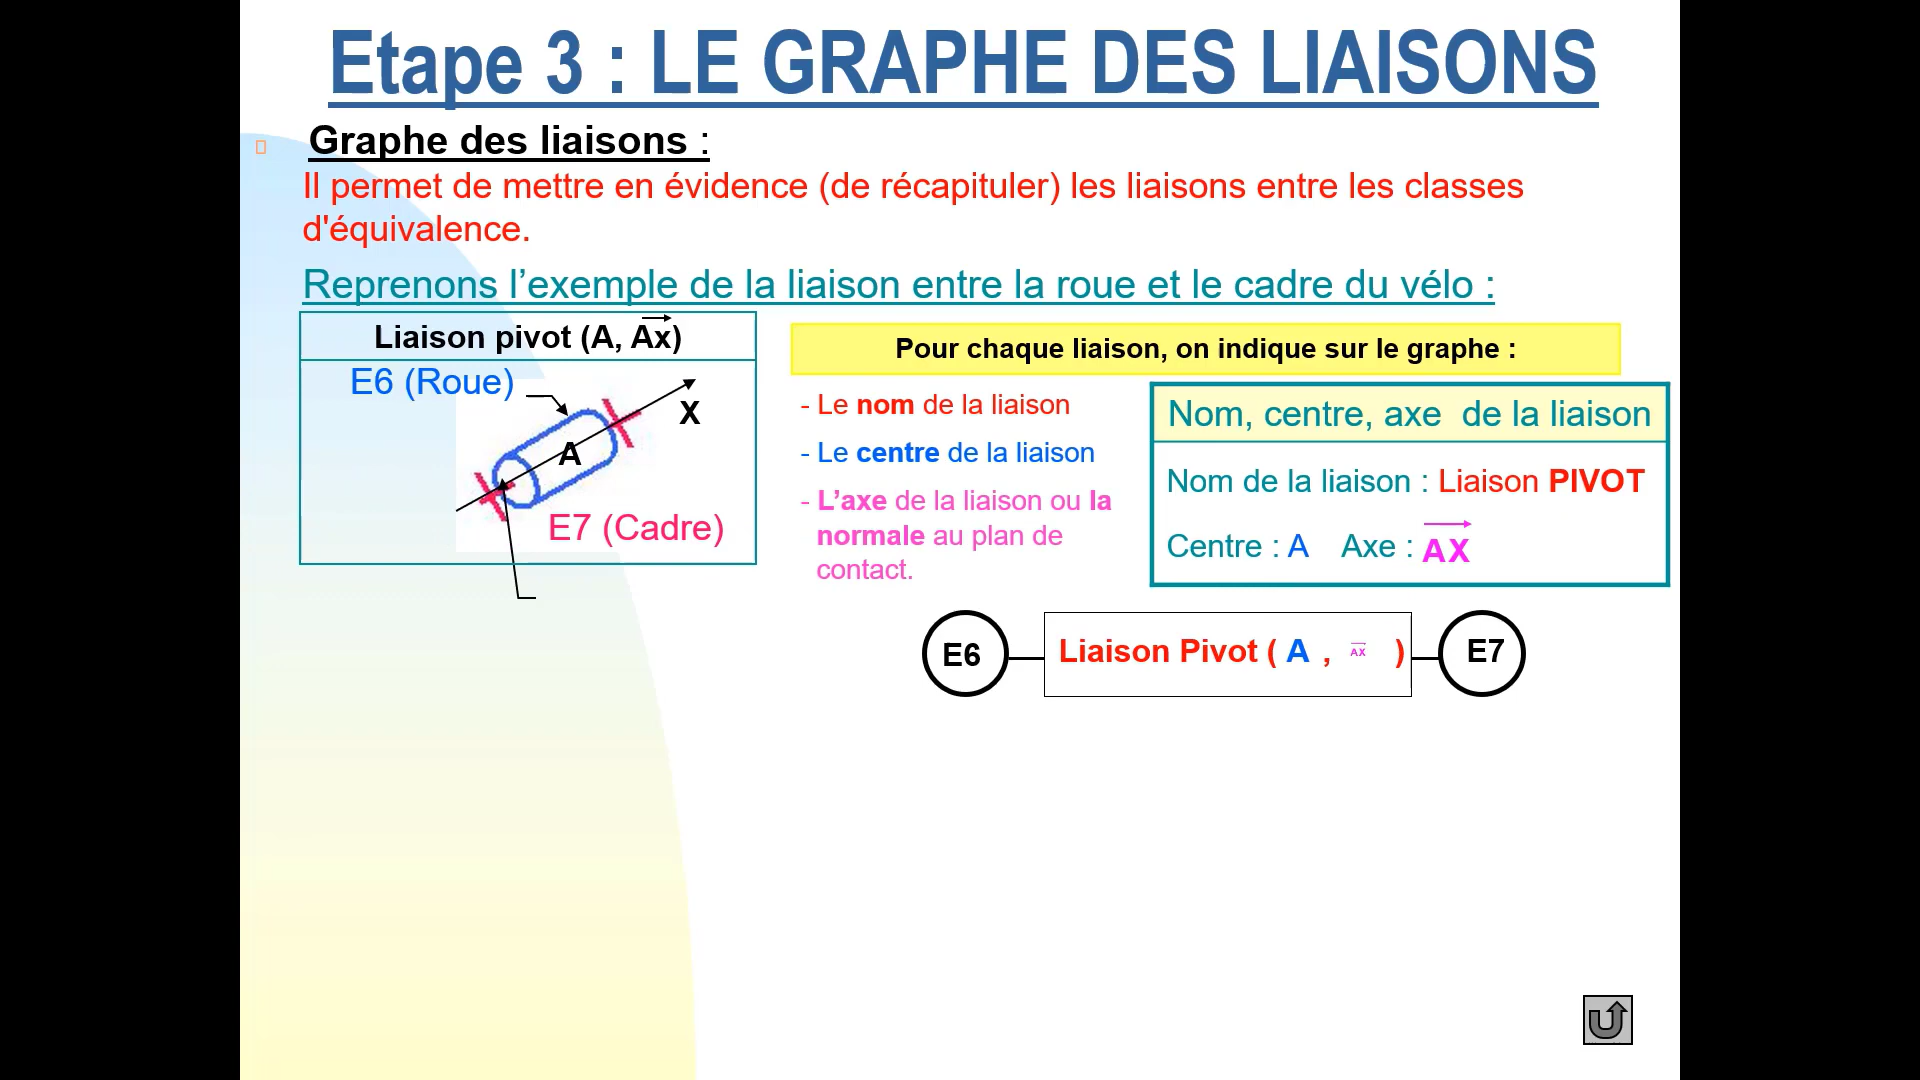 Etape 3 : LE GRAPHE DES LIAISONS
Graphe des liaisons :
Il permet de mettre en évidence (de récapituler) les liaisons entre les classes
d'équivalence.
Reprenons l’exemple de la liaison entre la roue et le cadre du vélo :
Liaison pivot (A, Ax)
E6 (Roue)
X
A
E7 (Cadre)
Pour chaque liaison, on indique sur le graphe :
- Le nom de la liaison
- Le centre de la liaison
- L’axe de la liaison ou la
normale au plan de
contact.
Nom, centre, axe de la liaison
Nom de la liaison : Liaison PIVOT
Centre : A Axe : AX
E6
Liaison Pivot ( A , AX )
E7